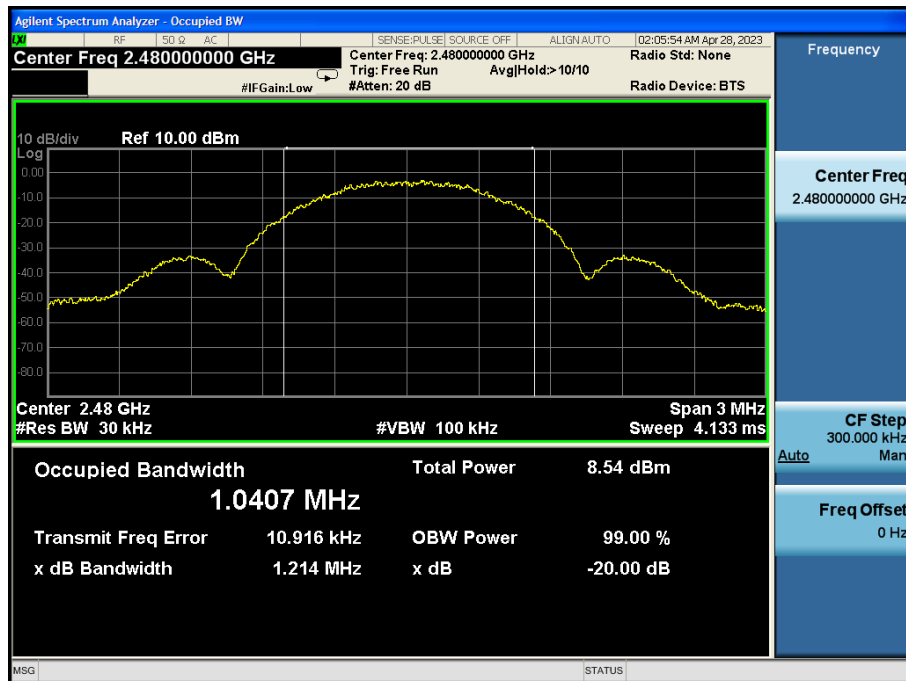 Agilent Spectrum Analyzer - Occupied BW
LXI RF 50 Ω AC SENSE:PULSE SOURCE OFF ALIGN AUTO 02:05:54 AM Apr 28, 2023
Center Freq 2.480000000 GHz
Center Freq: 2.480000000 GHz Radio Std: None
Trig: Free Run Avg|Hold:>10/10
#IFGain:Low #Atten: 20 dB Radio Device: BTS
10 dB/div Ref 10.00 dBm
Log
0.00
-10.0
-20.0
-30.0
-40.0
-50.0
-60.0
-70.0
-80.0
Center 2.48 GHz Span 3 MHz
#Res BW 30 kHz #VBW 100 kHz Sweep 4.133 ms
Occupied Bandwidth Total Power 8.54 dBm
1.0407 MHz
Transmit Freq Error 10.916 kHz OBW Power 99.00 %
x dB Bandwidth 1.214 MHz x dB -20.00 dB
Frequency
Center Freq
2.480000000 GHz
CF Step
300.000 kHz
Auto Man
Freq Offset
0 Hz
MSG STATUS